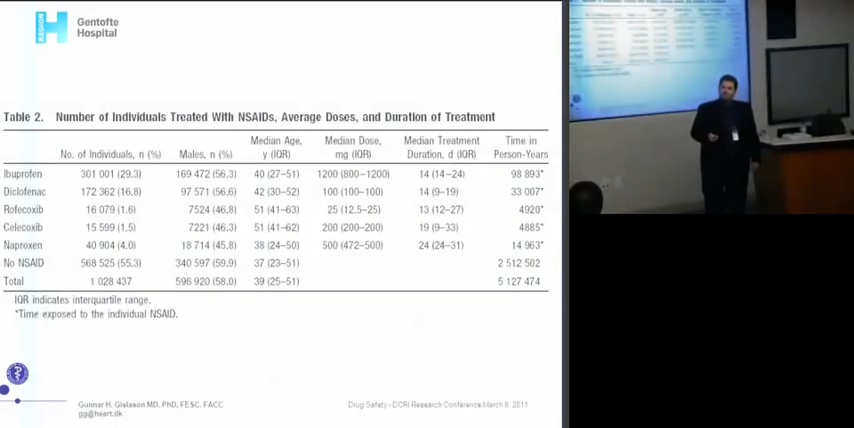 REGION
H
Gentofte
Hospital
Table 2. Number of Individuals Treated With NSAIDs, Average Doses, and Duration of Treatment
No. of Individuals, n (%) Males, n (%) Median Age, y (IQR) Median Dose, mg (IQR) Median Treatment Duration, d (IQR) Time in Person-Years
Ibuprofen 301 001 (29.3) 169 472 (56.3) 40 (27–51) 1200 (800–1200) 14 (14–24) 98 893*
Diclofenac 172 362 (16.8) 97 571 (56.6) 42 (30–52) 100 (100–100) 14 (9–19) 33 007*
Rofecoxib 16 079 (1.6) 7524 (46.8) 51 (41–63) 25 (12.5–25) 13 (12–27) 4920*
Celecoxib 15 599 (1.5) 7221 (46.3) 51 (41–62) 200 (200–200) 19 (9–33) 4885*
Naproxen 40 904 (4.0) 18 714 (45.8) 38 (24–50) 500 (472–500) 24 (24–31) 14 963*
No NSAID 568 525 (55.3) 340 597 (59.9) 37 (23–51) 2 512 502
Total 1 028 437 596 920 (58.0) 39 (25–51) 5 127 474
IQR indicates interquartile range.
*Time exposed to the individual NSAID.
Gunnar H. Gislason MD, PhD, FESC, FACC
gg@heart.dk
Drug Safety - DCRI Research Conference March 8, 2011